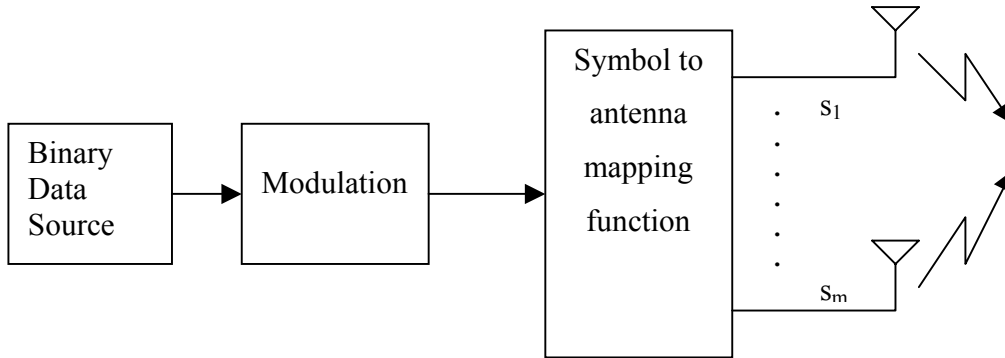 Binary
Data
Source
Modulation
Symbol to
antenna
mapping
function
s₁
sₘ